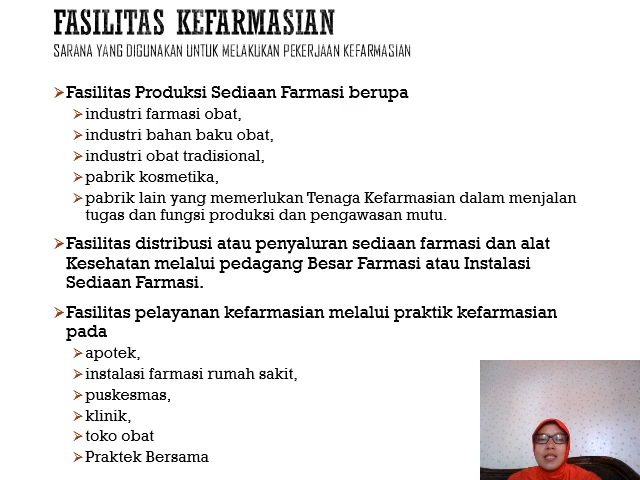 FASILITAS KEFARMASIAN
SARANA YANG DIGUNAKAN UNTUK MELAKUKAN PEKERJAAN KEFARMASIAN
Fasilitas Produksi Sediaan Farmasi berupa
industri farmasi obat,
industri bahan baku obat,
industri obat tradisional,
pabrik kosmetika,
pabrik lain yang memerlukan Tenaga Kefarmasian dalam menjalan
tugas dan fungsi produksi dan pengawasan mutu.
Fasilitas distribusi atau penyaluran sediaan farmasi dan alat
Kesehatan melalui pedagang Besar Farmasi atau Instalasi
Sediaan Farmasi.
Fasilitas pelayanan kefarmasian melalui praktik kefarmasian
pada
apotek,
instalasi farmasi rumah sakit,
puskesmas,
klinik,
toko obat
Praktek Bersama